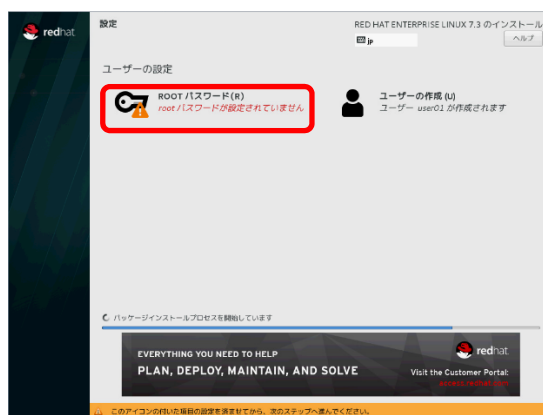 redhat
設定
RED HAT ENTERPRISE LINUX 7.3 のインストール
jp
ヘルプ
ユーザーの設定
ROOT パスワード(R)
root パスワードが設定されていません
ユーザーの作成 (U)
ユーザー user01 が作成されます
パッケージインストールプロセスを開始しています
EVERYTHING YOU NEED TO HELP
PLAN, DEPLOY, MAINTAIN, AND SOLVE
redhat.
Visit the Customer Portal:
access.redhat.com
このアイコンの付いた項目の設定を済ませてから、次のステップへ進んでください。